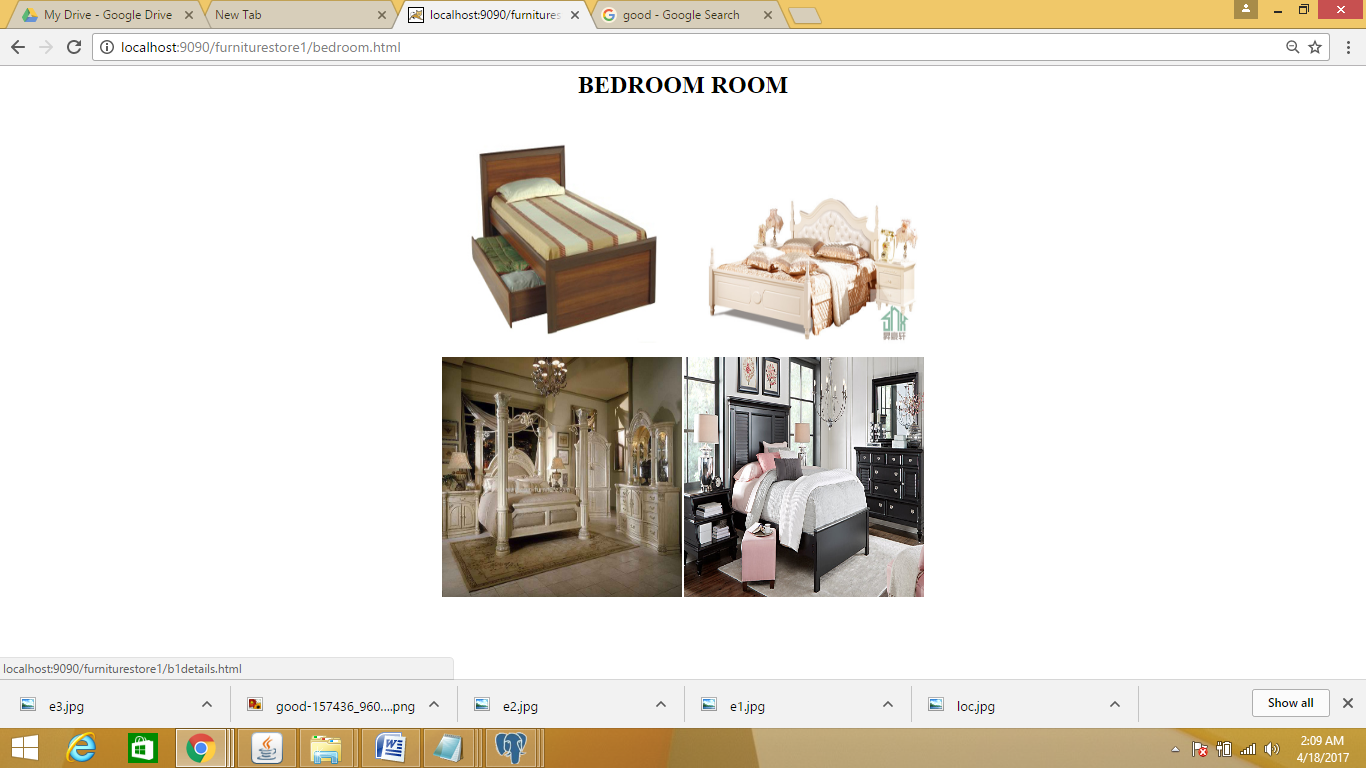 My Drive - Google Drive
New Tab
localhost:9090/furnitures
good - Google Search
localhost:9090/furniturestore1/bedroom.html
BEDROOM ROOM
localhost:9090/furniturestore1/b1details.html
e3.jpg
good-157436_960....png
e2.jpg
e1.jpg
loc.jpg
Show all
2:09 AM
4/18/2017